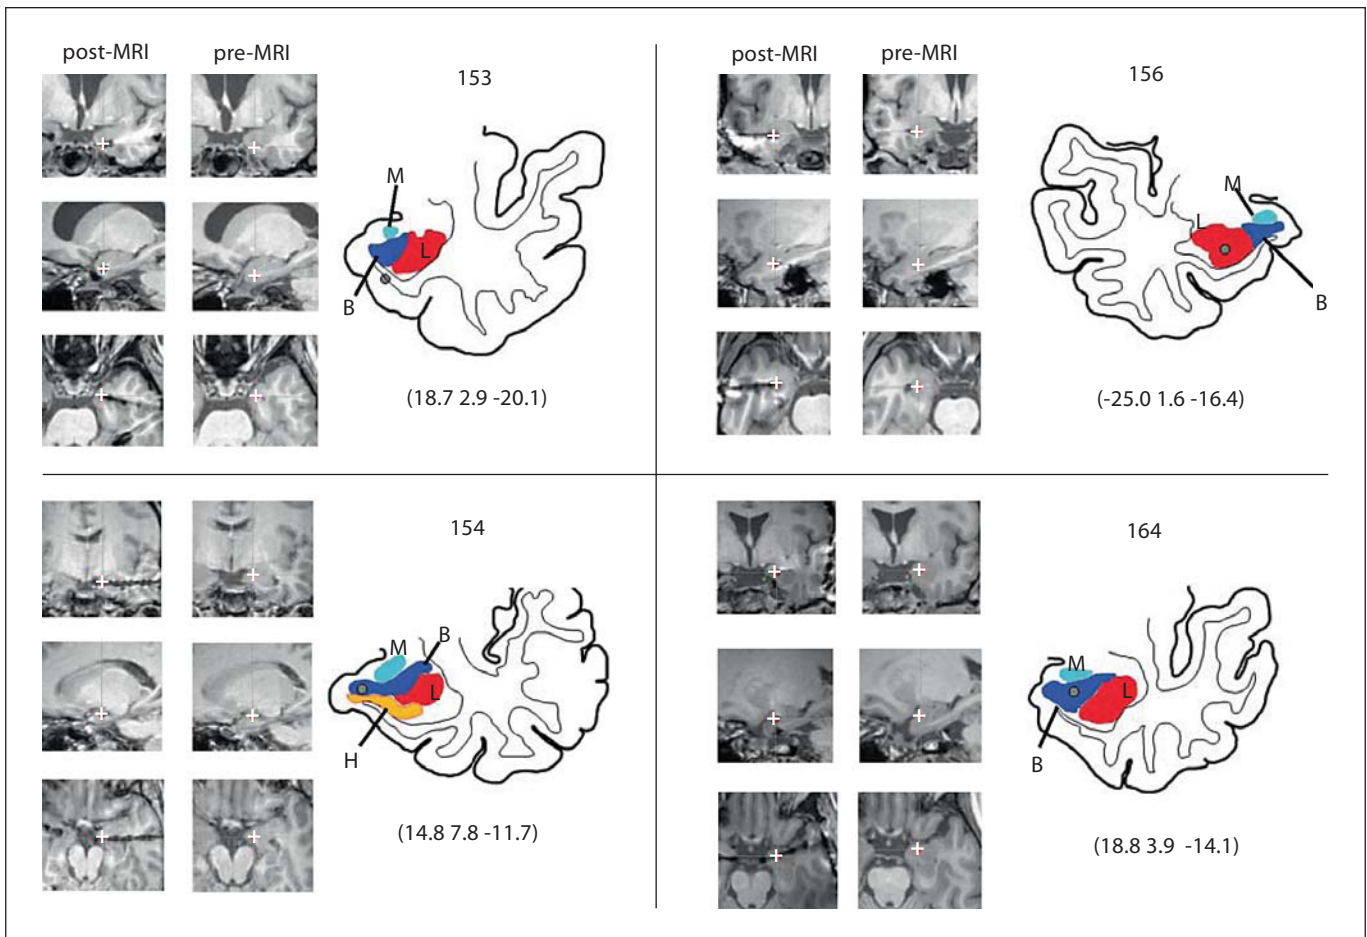 post-MRI pre-MRI
153
M
L
B
(18.7 2.9 -20.1)
post-MRI pre-MRI
156
M
L
B
(-25.0 1.6 -16.4)
154
M
B
L
H
(14.8 7.8 -11.7)
164
M
L
B
(18.8 3.9 -14.1)